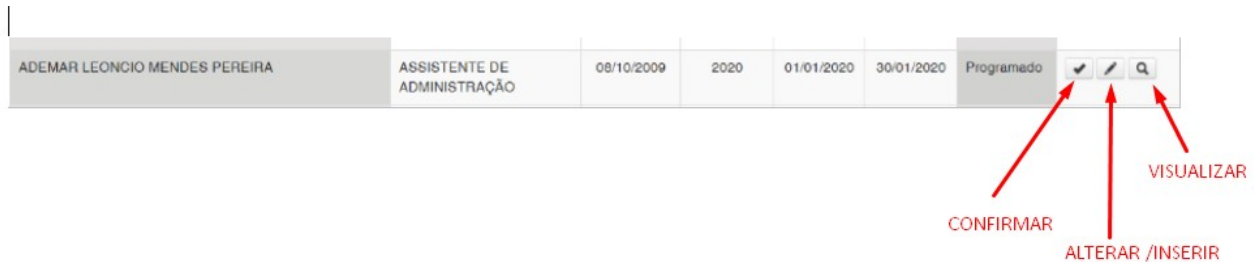 ADEMAR LEONCIO MENDES PEREIRA ASSISTENTE DE 08/10/2009 2020 01/01/2020 30/01/2020 Programado
ADMINISTRAÇÃO
VISUALIZAR
CONFIRMAR
ALTERAR /INSERIR